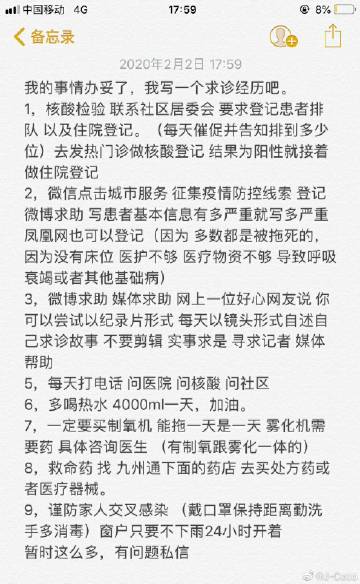 中国移动 4G 17:59 8%
备忘录
2020年2月2日 17:59
我的事情办妥了，我写一个求诊经历吧。
1，核酸检验 联系社区居委会 要求登记患者排
队 以及住院登记。（每天催促并告知排到多少
位）去发热门诊做核酸登记 结果为阳性就接着
做住院登记
2，微信点击城市服务 征集疫情防控线索 登记
微博求助 写患者基本信息有多严重就写多严重
凤凰网也可以登记（因为 多数都是被拖死的，
因为没有床位 医护不够 医疗物资不够 导致呼吸
衰竭或者其他基础病）
3，微博求助 媒体求助 网上一位好心网友说 你
可以尝试以纪录片形式 每天以镜头形式自述自
己求诊故事 不要剪辑 实事求是 寻求记者 媒体
帮助
5，每天打电话 问医院 问核酸 问社区
6，多喝热水 4000ml一天，加油。
7，一定要买制氧机 能拖一天是一天 雾化机需
要药 具体咨询医生 （有制氧跟雾化一体的）
8，救命药 找 九州通下面的药店 去买处方药或
者医疗器械。
9，谨防家人交叉感染 （戴口罩保持距离勤洗
手多消毒）窗户只要不下雨24小时开着
暂时这么多，有问题私信